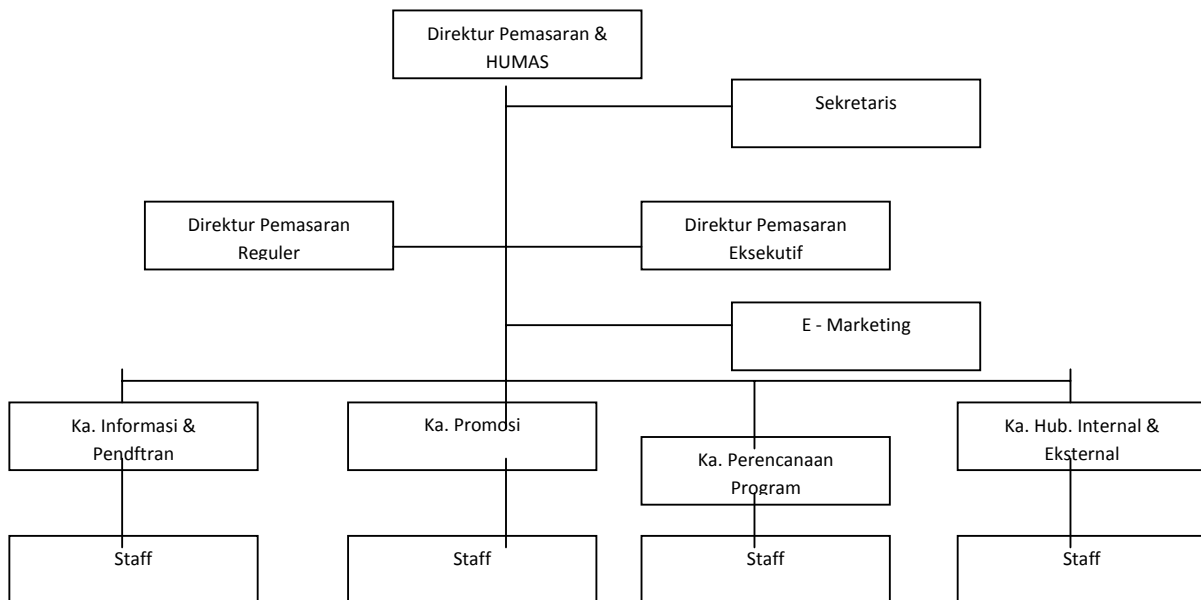 Direktur Pemasaran &
HUMAS
Sekretaris
Direktur Pemasaran
Reguler
Direktur Pemasaran
Eksekutif
E - Marketing
Ka. Informasi &
Pendftran
Ka. Promosi
Ka. Perencanaan
Program
Ka. Hub. Internal &
Eksternal
Staff
Staff
Staff
Staff